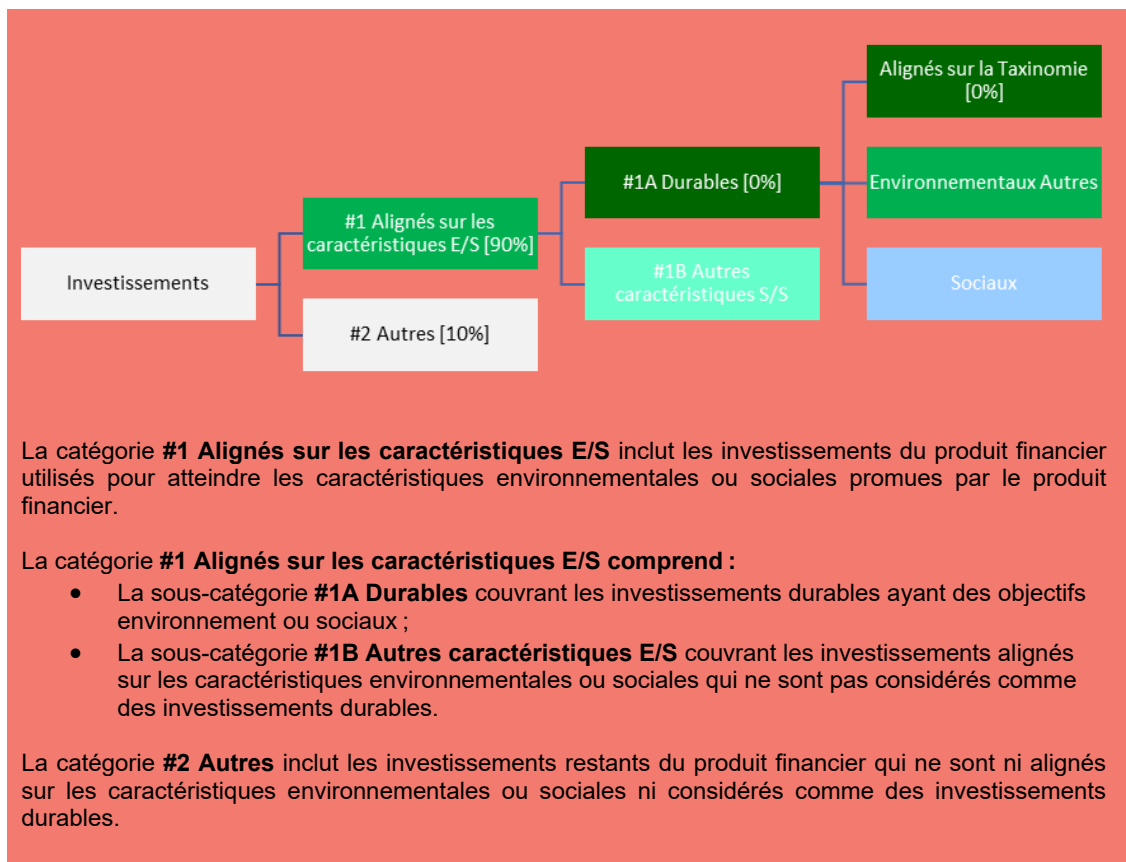 Alignés sur la Taxinomie
[0%]
#1A Durables [0%]
Environnementaux Autres
#1 Alignés sur les
caractéristiques E/S [90%]
Investissements
#1B Autres
caractéristiques S/S
Sociaux
#2 Autres [10%]
La catégorie #1 Alignés sur les caractéristiques E/S inclut les investissements du produit financier
utilisés pour atteindre les caractéristiques environnementales ou sociales promues par le produit
financier.
La catégorie #1 Alignés sur les caractéristiques E/S comprend :
• La sous-catégorie #1A Durables couvrant les investissements durables ayant des objectifs
environnement ou sociaux ;
• La sous-catégorie #1B Autres caractéristiques E/S couvrant les investissements alignés
sur les caractéristiques environnementales ou sociales qui ne sont pas considérés comme
des investissements durables.
La catégorie #2 Autres inclut les investissements restants du produit financier qui ne sont ni alignés
sur les caractéristiques environnementales ou sociales ni considérés comme des investissements
durables.